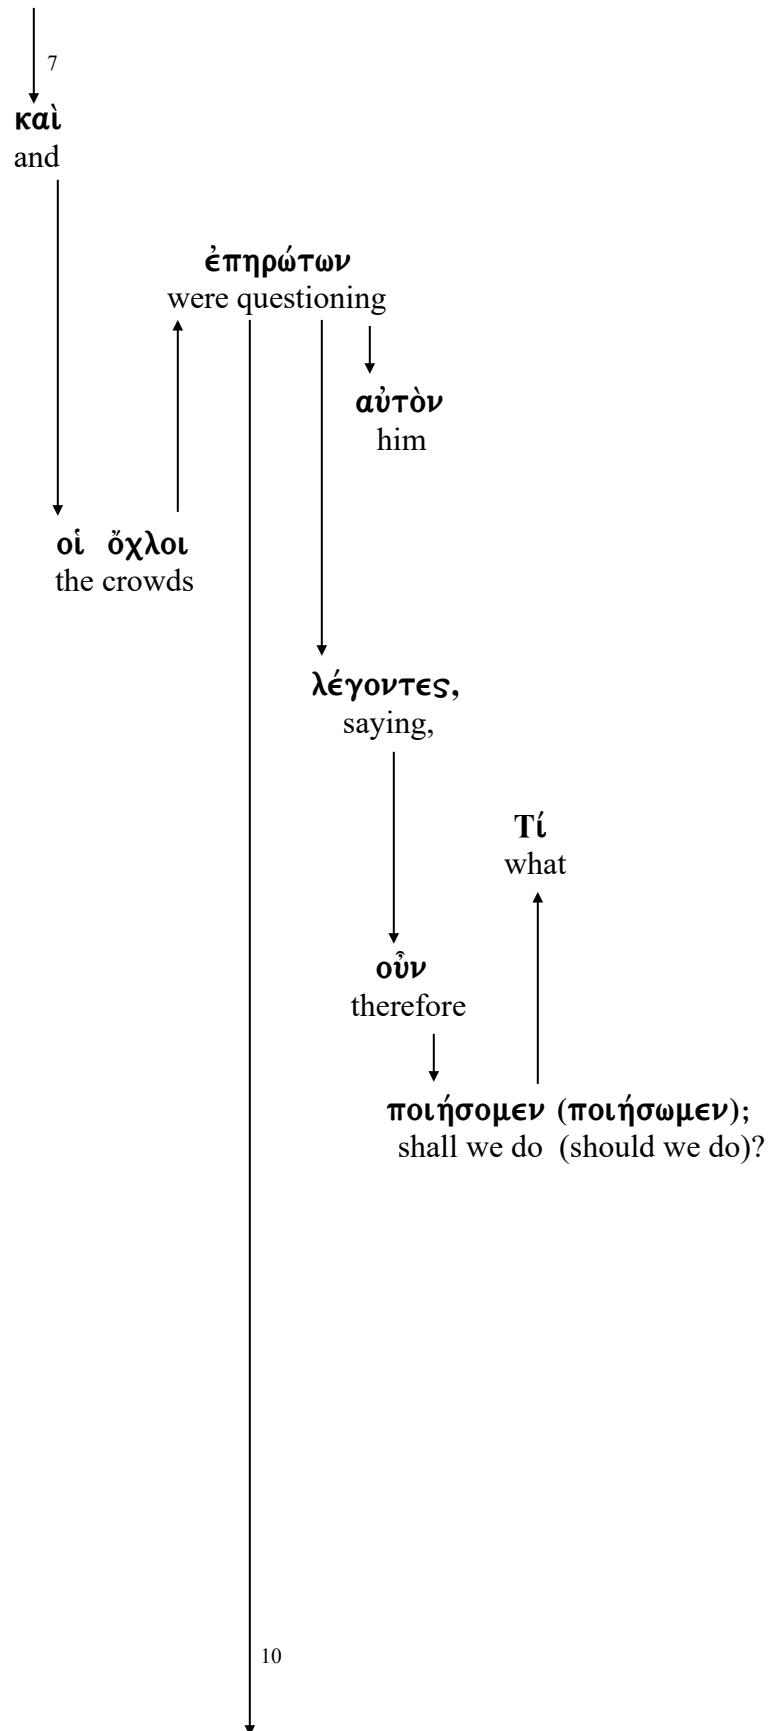 7
καὶ
and
ἐπηρώτων
were questioning
αὐτὸν
him
οἱ ὄχλοι
the crowds
λέγοντες,
saying,
Τί
what
οὖν
therefore
ποιήσομεν (ποιήσωμεν);
shall we do (should we do)?
10